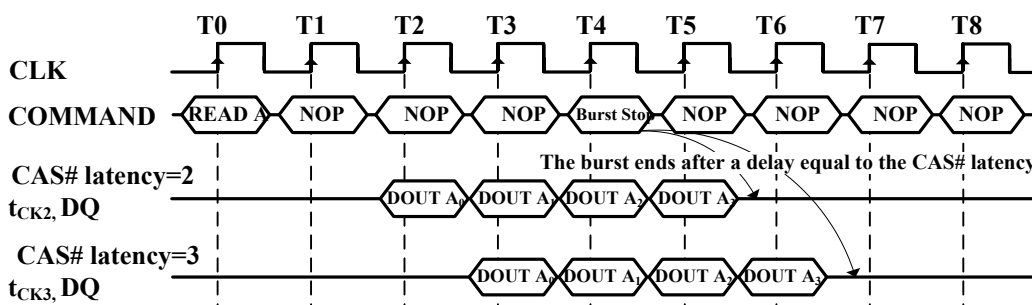 T0 T1 T2 T3 T4 T5 T6 T7 T8
CLK
COMMAND READ A NOP NOP NOP Burst Stop NOP NOP NOP NOP
The burst ends after a delay equal to the CAS# latency
CAS# latency=2
tCK2, DQ DOUT A0 DOUT A1 DOUT A2 DOUT A3
CAS# latency=3
tCK3, DQ DOUT A0 DOUT A1 DOUT A2 DOUT A3